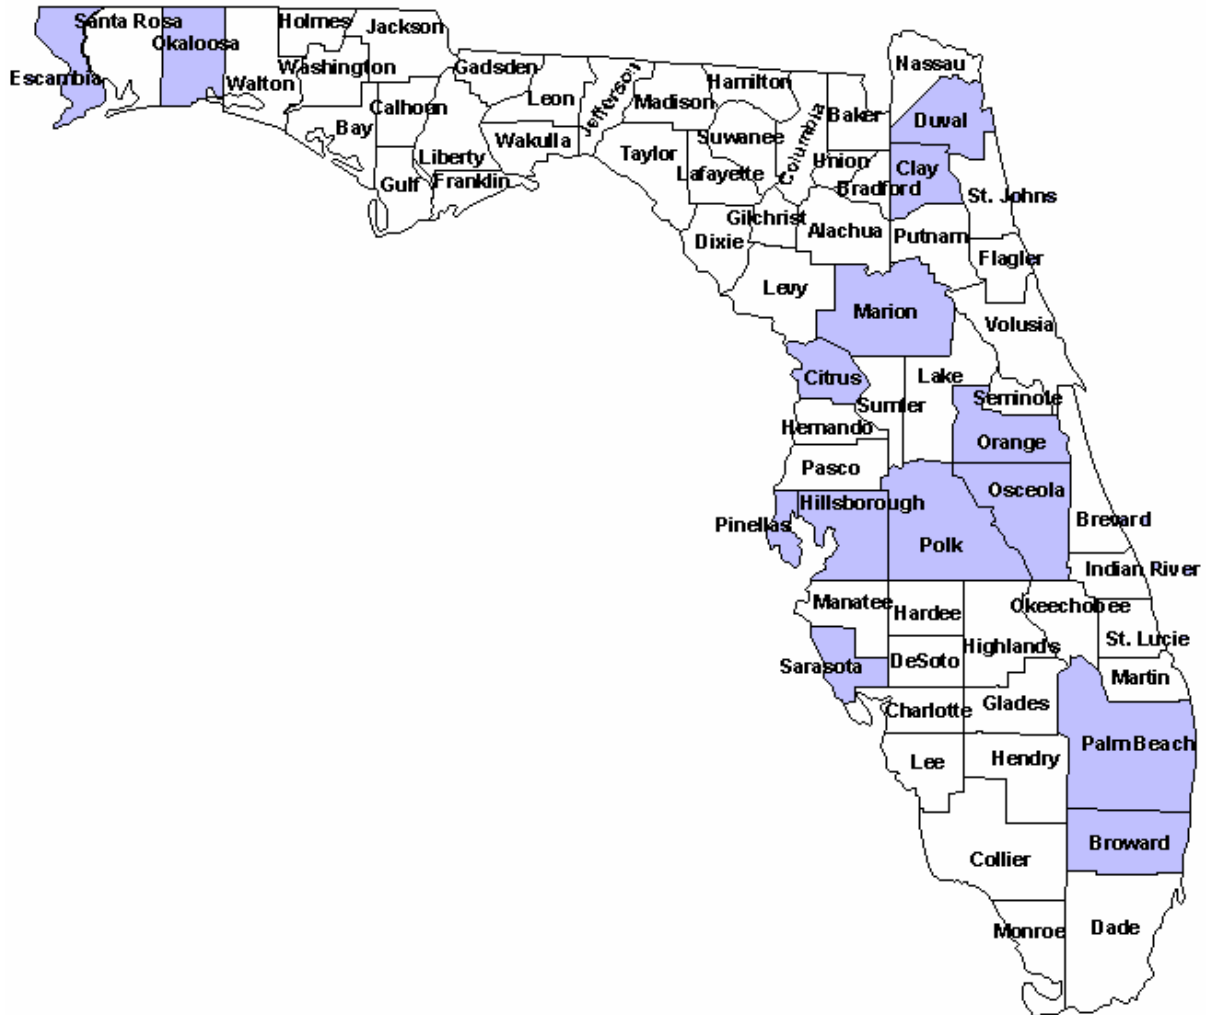 Santa Rosa
Holmes
Jackson
Okaloosa
Nassau
Escambia
Walton
Washington
Gadsden
Leon
Jefferson
Madison
Hamilton
Calhoun
Bay
Liberty
Wakulla
Gulf
Franklin
Taylor
Suwanee
Lafayette
Columbia
Baker
Duval
Union
Bradford
Clay
St. Johns
Gilchrist
Dixie
Alachua
Putnam
Flagler
Levy
Marion
Volusia
Citrus
Lake
Sumter
Seminole
Hernando
Orange
Pasco
Osceola
Hillsborough
Pinellas
Polk
Brevard
Indian River
Manatee
Hardee
Okeechobee
St. Lucie
Sarasota
DeSoto
Highlands
Martin
Charlotte
Glades
Palm Beach
Lee
Hendry
Broward
Collier
Monroe
Dade